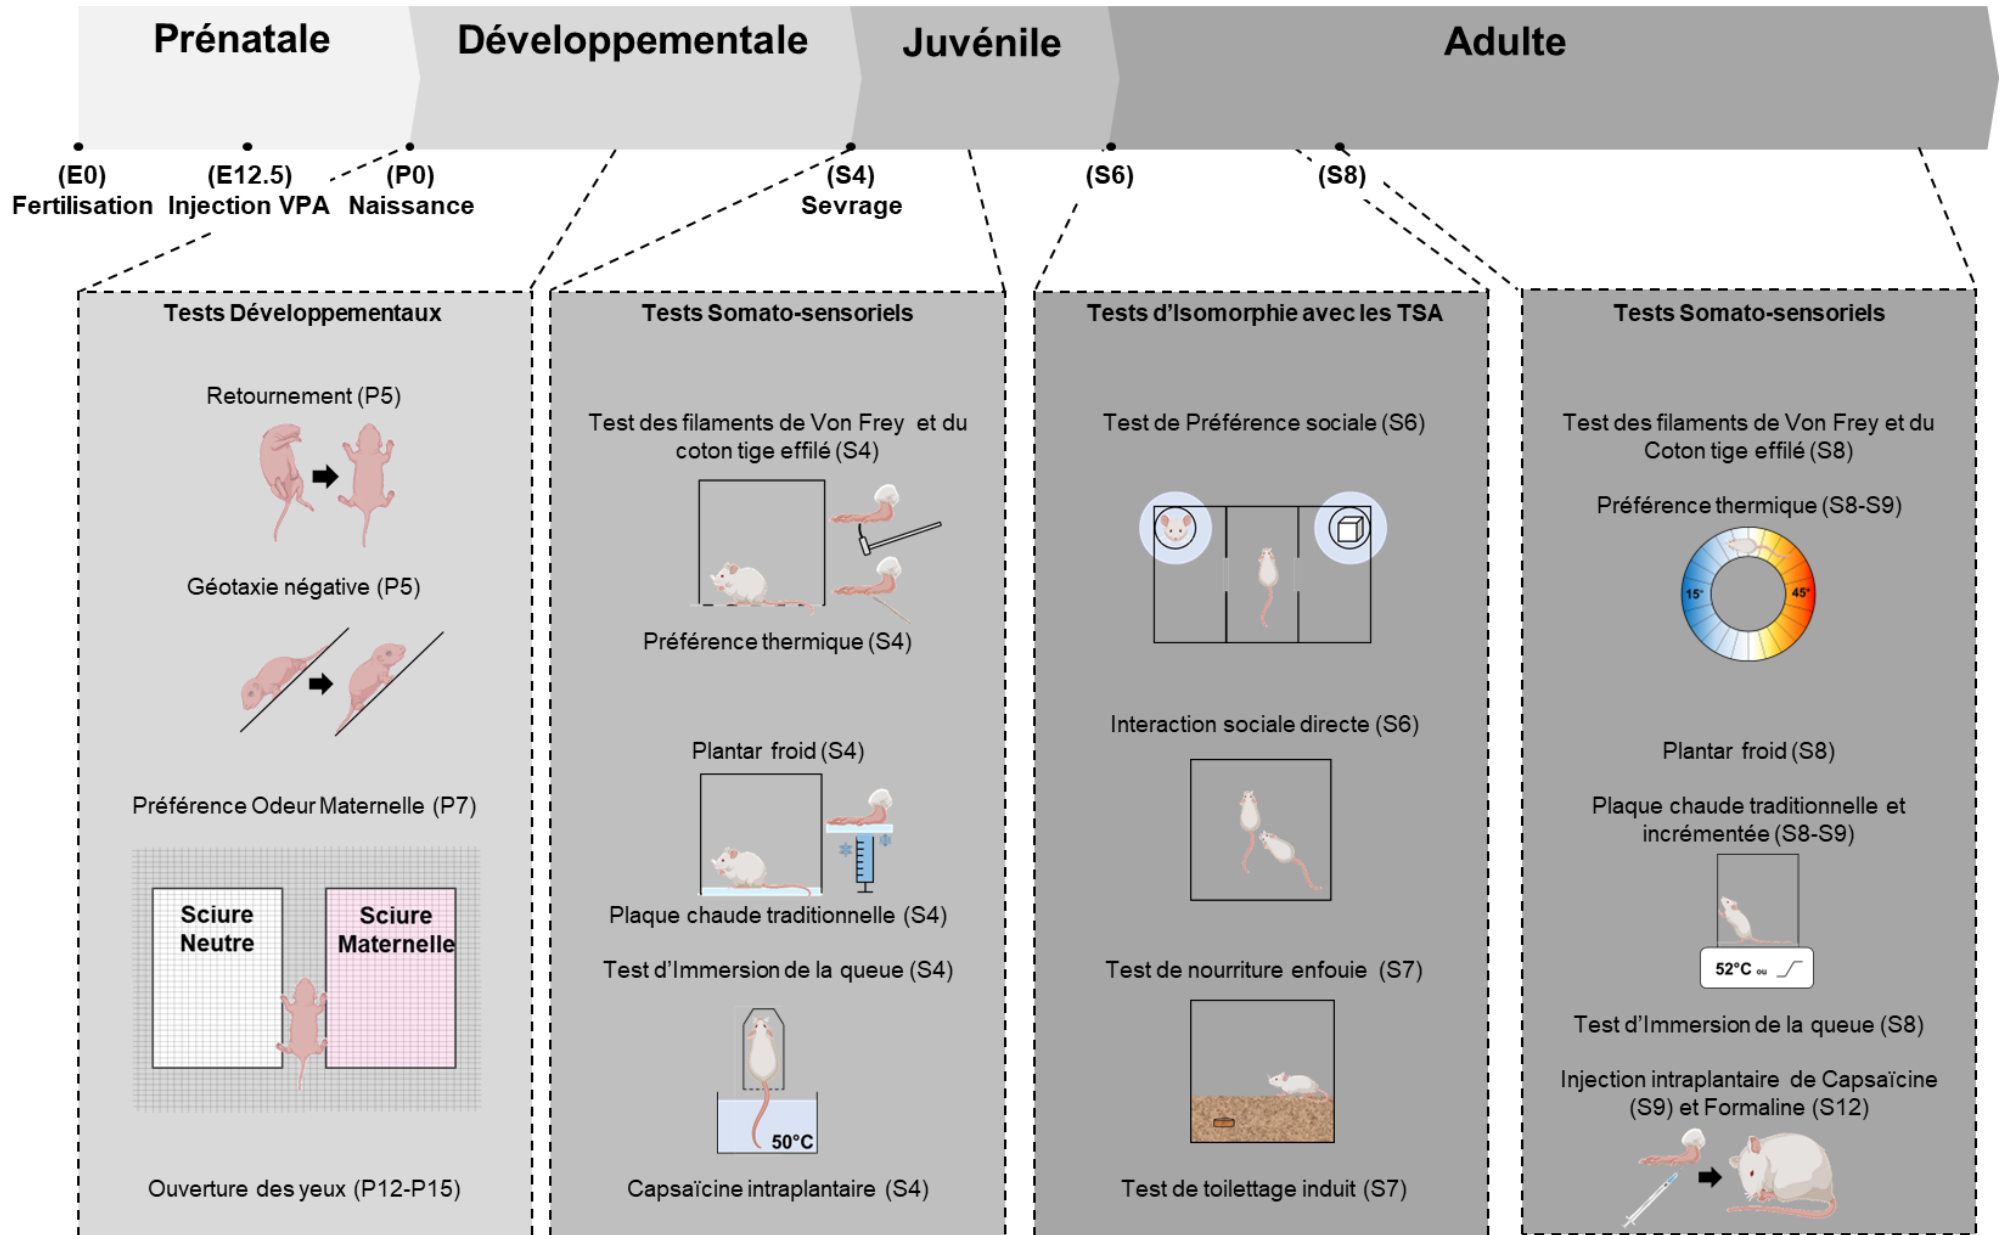 Prénatale
Développementale
Juvénile
Adulte
(E0)
Fertilisation
(E12.5)
Injection VPA
(P0)
Naissance
(S4)
Sevrage
(S6)
(S8)
Tests Développementaux
Retournement (P5)
Géotaxie négative (P5)
Préférence Odeur Maternelle (P7)
Sciure
Neutre
Sciure
Maternelle
Ouverture des yeux (P12-P15)
Tests Somato-sensoriels
Test des filaments de Von Frey et du
coton tige effilé (S4)
Préférence thermique (S4)
Plantar froid (S4)
Plaque chaude traditionnelle (S4)
Test d'Immersion de la queue (S4)
50°C
Capsaïcine intraplantaire (S4)
Tests d'Isomorphie avec les TSA
Test de Préférence sociale (S6)
Interaction sociale directe (S6)
Test de nourriture enfouie (S7)
Test de toilettage induit (S7)
Tests Somato-sensoriels
Test des filaments de Von Frey et du
Coton tige effilé (S8)
Préférence thermique (S8-S9)
15°
45°
Plantar froid (S8)
Plaque chaude traditionnelle et
incrémentée (S8-S9)
52°C ou
Test d'Immersion de la queue (S8)
Injection intraplantaire de Capsaïcine
(S9) et Formaline (S12)